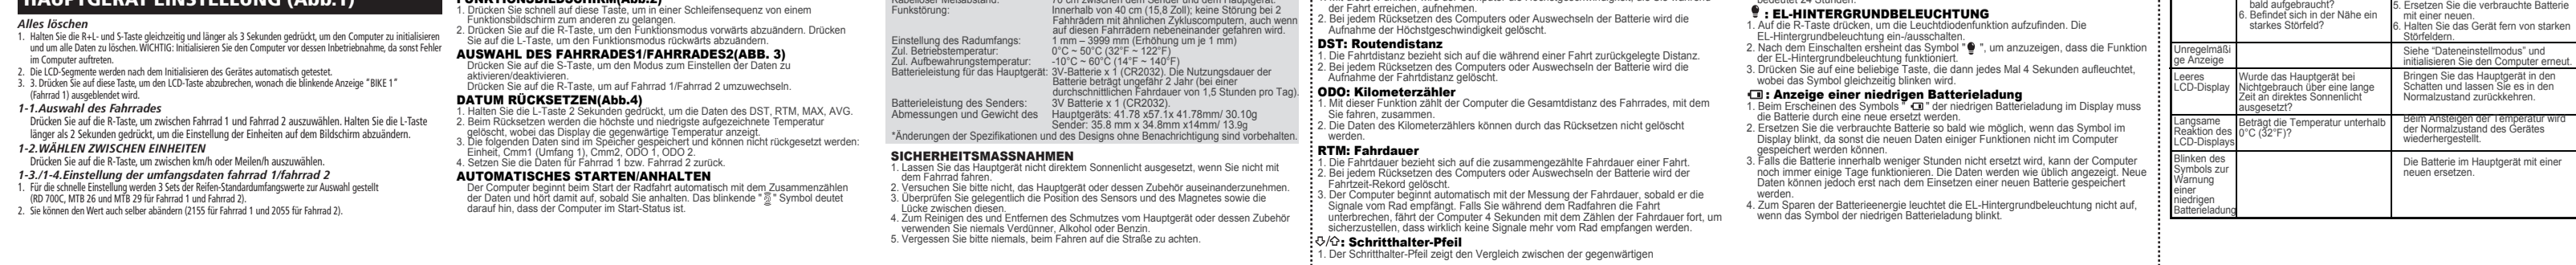 HAUPTGERÄT EINSTELLUNG (Abb.1)
Alles löschen
1. Halten Sie die R+L- und S-Taste gleichzeitig und länger als 3 Sekunden gedrückt, um den Computer zu initialisieren
und um alle Daten zu löschen. WICHTIG: Initialisieren Sie den Computer vor dessen Inbetriebnahme, da sonst Fehler
im Computer auftreten.
2. Die LCD-Segmente werden nach dem Initialisieren des Gerätes automatisch getestet.
3. 3. Drücken Sie auf diese Taste, um den LCD-Taste abzubrechen, wonach die blinkende Anzeige "BIKE 1"
(Fahrrad 1) ausgeblendet wird.
1-1.Auswahl des Fahrrades
Drücken Sie auf die R-Taste, um zwischen Fahrrad 1 und Fahrrad 2 auszuwählen. Halten Sie die L-Taste
länger als 2 Sekunden gedrückt, um die Einstellung der Einheiten auf dem Bildschirm abzuändern.
1-2.WÄHLEN ZWISCHEN EINHEITEN
Drücken Sie auf die R-Taste, um zwischen km/h oder Meilen/h auszuwählen.
1-3./1-4.Einstellung der umfangsdaten fahrrad 1/fahrrad 2
1. Für die schnelle Einstellung werden 3 Sets der Reifen-Standardumfangswerte zur Auswahl gestellt
(RD 700C, MTB 26 und MTB 29 für Fahrrad 1 und Fahrrad 2).
2. Sie können den Wert auch selber abändern (2155 für Fahrrad 1 und 2055 für Fahrrad 2).
FUNKTIONSBILDSCHIRM(Abb.2)
1. Drücken Sie schnell auf diese Taste, um in einer Schleifensequenz von einem
Funktionsbildschirm zum anderen zu gelangen.
2. Drücken Sie auf die R-Taste, um den Funktionsmodus vorwärts abzuändern. Drücken
Sie auf die L-Taste, um den Funktionsmodus rückwärts abzuändern.
AUSWAHL DES FAHRRADES1/FAHRRADES2(ABB. 3)
Drücken Sie auf die S-Taste, um den Modus zum Einstellen der Daten zu
aktivieren/deaktivieren.
Drücken Sie auf die R-Taste, um auf Fahrrad 1/Fahrrad 2 umzuwechseln.
DATUM RÜCKSETZEN(Abb.4)
1. Halten Sie die L-Taste 2 Sekunden gedrückt, um die Daten des DST, RTM, MAX, AVG.
2. Beim Rücksetzen werden die höchste und niedrigste aufgezeichnete Temperatur
gelöscht, wobei das Display die gegenwärtige Temperatur anzeigt.
3. Die folgenden Daten sind im Speicher gespeichert und können nicht rückgesetzt werden:
Einheit, Cmm1 (Umfang 1), Cmm2, ODO 1, ODO 2.
4. Setzen Sie die Daten für Fahrrad 1 bzw. Fahrrad 2 zurück.
AUTOMATISCHES STARTEN/ANHALTEN
Der Computer beginnt beim Start der Radfahrt automatisch mit dem Zusammenzählen
der Daten und hört damit auf, sobald Sie anhalten. Das blinkende " " Symbol deutet
darauf hin, dass der Computer im Start-Status ist.
Kabelloser Messabstand: 70 cm zwischen dem Sender und dem Hauptgerät.
Funkstörung: Innerhalb von 40 cm (15,8 Zoll); keine Störung bei 2
Fahrädern mit ähnlichen Zykluscomputern, auch wenn
auf diesen Fahrrädern nebeneinander gefahren wird.
Einstellung des Radumfangs: 1 mm – 3999 mm (Erhöhung um je 1 mm)
Zul. Betriebstemperatur: 0°C ~ 50°C (32°F ~ 122°F)
Zul. Aufbewahrungstemperatur: -10°C ~ 60°C (14°F ~ 140°F)
Batterieleistung für das Hauptgerät: 3V-Batterie x 1 (CR2032). Die Nutzungsdauer der
Batterie beträgt ungefähr 2 Jahr (bei einer
durchschnittlichen Fahrdauer von 1,5 Stunden pro Tag).
Batterieleistung des Senders: 3V Batterie x 1 (CR2032).
Abmessungen und Gewicht des Hauptgeräts: 41.78 x57.1x 41.78mm/ 30.10g
Sender: 35.8 mm x 34.8mm x14mm/ 13.9g
*Änderungen der Spezifikationen und des Designs ohne Benachrichtigung sind vorbehalten.
SICHERHEITSMASSNAHMEN
1. Lassen Sie das Hauptgerät nicht direktem Sonnenlicht ausgesetzt, wenn Sie nicht mit
dem Fahrrad fahren.
2. Versuchen Sie bitte nicht, das Hauptgerät oder dessen Zubehör auseinanderzunehmen.
3. Überprüfen Sie gelegentlich die Position des Sensors und des Magnetes sowie die
Lücke zwischen diesen.
4. Zum Reinigen des und Entfernen des Schmutzes vom Hauptgerät oder dessen Zubehör
verwenden Sie niemals Verdünner, Alkohol oder Benzin.
5. Vergessen Sie bitte niemals, beim Fahren auf die Straße zu achten.
der Fahrt erreichen, aufnehmen.
2. Bei jedem Rücksetzen des Computers oder Auswechseln der Batterie wird die
Aufnahme der Höchstgeschwindigkeit gelöscht.
DST: Routendistanz
1. Die Fahrtdistanz bezieht sich auf die während einer Fahrt zurückgelegte Distanz.
2. Bei jedem Rücksetzen des Computers oder Auswechseln der Batterie wird die
Aufnahme der Fahrtdistanz gelöscht.
ODO: Kilometerzähler
1. Mit dieser Funktion zählt der Computer die Gesamtdistanz des Fahrrades, mit dem
Sie fahren, zusammen.
2. Die Daten des Kilometerzählers können durch das Rücksetzen nicht gelöscht
werden.
RTM: Fahrdauer
1. Die Fahrtdauer bezieht sich auf die zusammengezählte Fahrdauer einer Fahrt.
2. Bei jedem Rücksetzen des Computers oder Auswechseln der Batterie wird die
Fahrtzeit-Rekord gelöscht.
3. Der Computer beginnt automatisch mit der Messung der Fahrdauer, sobald er die
Signale vom Rad empfängt. Falls Sie während dem Radfahren die Fahrt
unterbrechen, fährt der Computer 4 Sekunden mit dem Zählen der Fahrdauer fort, um
sicherzustellen, dass wirklich keine Signale mehr vom Rad empfangen werden.
⇩/⇧: Schritthalter-Pfeil
1. Der Schritthalter-Pfeil zeigt den Vergleich zwischen der gegenwärtigen
bedeutet 24 Stunden.
: EL-HINTERGRUNDBELEUCHTUNG
1. Auf die R-Taste drücken, um die Leuchtdiodenfunktion aufzufinden. Die
EL-Hintergrundbeleuchtung ein-/ausschalten.
2. Nach dem Einschalten ersheint das Symbol " ", um anzuzeigen, dass die Funktion
der EL-Hintergrundbeleuchtung funktioniert.
3. Drücken Sie auf eine beliebige Taste, die dann jedes Mal 4 Sekunden aufleuchtet,
wobei das Symbol gleichzeitig blinken wird.
: Anzeige einer niedrigen Batterieladung
1. Beim Erscheinen des Symbols " " der niedrigen Batterieladung im Display muss
die Batterie durch eine neue ersetzt werden.
2. Ersetzen Sie die verbrauchte Batterie so bald wie möglich, wenn das Symbol im
Display blinkt, da sonst die neuen Daten einiger Funktionen nicht im Computer
gespeichert werden können.
3. Falls die Batterie innerhalb weniger Stunden nicht ersetzt wird, kann der Computer
noch immer einige Tage funktionieren. Die Daten werden wie üblich angezeigt. Neue
Daten können jedoch erst nach dem Einsetzen einer neuen Batterie gespeichert
werden.
4. Zum Sparen der Batterieenergie leuchtet die EL-Hintergrundbeleuchtung nicht auf,
wenn das Symbol der niedrigen Batterieladung blinkt.
bald aufgebraucht?
6. Befindet sich in der Nähe ein
starkes Störfeld?
5. Ersetzen Sie die verbrauchte Batterie
mit einer neuen.
6. Halten Sie das Gerät fern von starken
Störfeldern.
Unregelmäßi
ge Anzeige
Siehe "Dateneinstellmodus" und
initialisieren Sie den Computer erneut.
Leeres
LCD-Display
Wurde das Hauptgerät bei
Nichtgebrauch über eine lange
Zeit an direktes Sonnenlicht
ausgesetzt?
Bringen Sie das Hauptgerät in den
Schatten und lassen Sie es in den
Normalzustand zurückkehren.
Langsame
Reaktion des
LCD-Displays
Beträgt die Temperatur unterhalb
0°C (32°F)?
Beim Ansteigen der Temperatur wird
der Normalzustand des Gerätes
wiederhergestellt.
Blinken des
Symbols zur
Warnung
einer
niedrigen
Batterieladung
Die Batterie im Hauptgerät mit einer
neuen ersetzen.